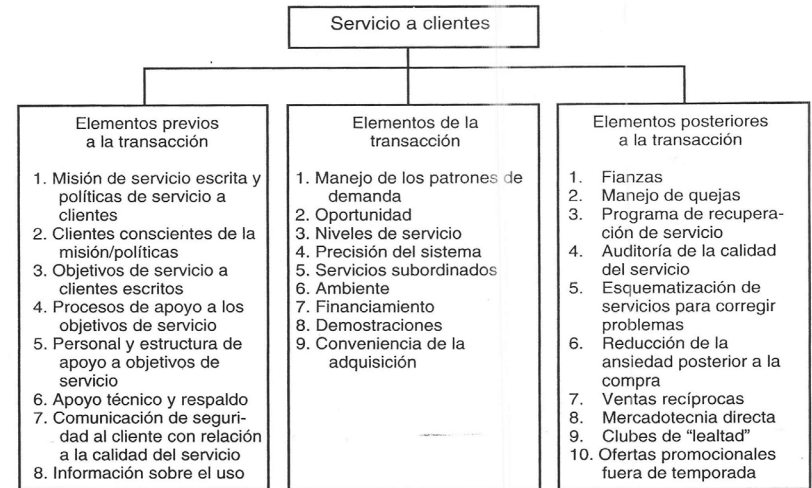 Servicio a clientes
Elementos previos
a la transacción
1. Misión de servicio escrita y
políticas de servicio a
clientes
2. Clientes conscientes de la
misión/políticas
3. Objetivos de servicio a
clientes escritos
4. Procesos de apoyo a los
objetivos de servicio
5. Personal y estructura de
apoyo a objetivos de
servicio
6. Apoyo técnico y respaldo
7. Comunicación de seguri-
dad al cliente con relación
a la calidad del servicio
8. Información sobre el uso
Elementos de la
transacción
1. Manejo de los patrones de
demanda
2. Oportunidad
3. Niveles de servicio
4. Precisión del sistema
5. Servicios subordinados
6. Ambiente
7. Financiamiento
8. Demostraciones
9. Conveniencia de la
adquisición
Elementos posteriores
a la transacción
1. Fianzas
2. Manejo de quejas
3. Programa de recupera-
ción de servicio
4. Auditoría de la calidad
del servicio
5. Esquematización de
servicios para corregir
problemas
6. Reducción de la
ansiedad posterior a la
compra
7. Ventas recíprocas
8. Mercadotecnia directa
9. Clubes de “lealtad”
10. Ofertas promocionales
fuera de temporada